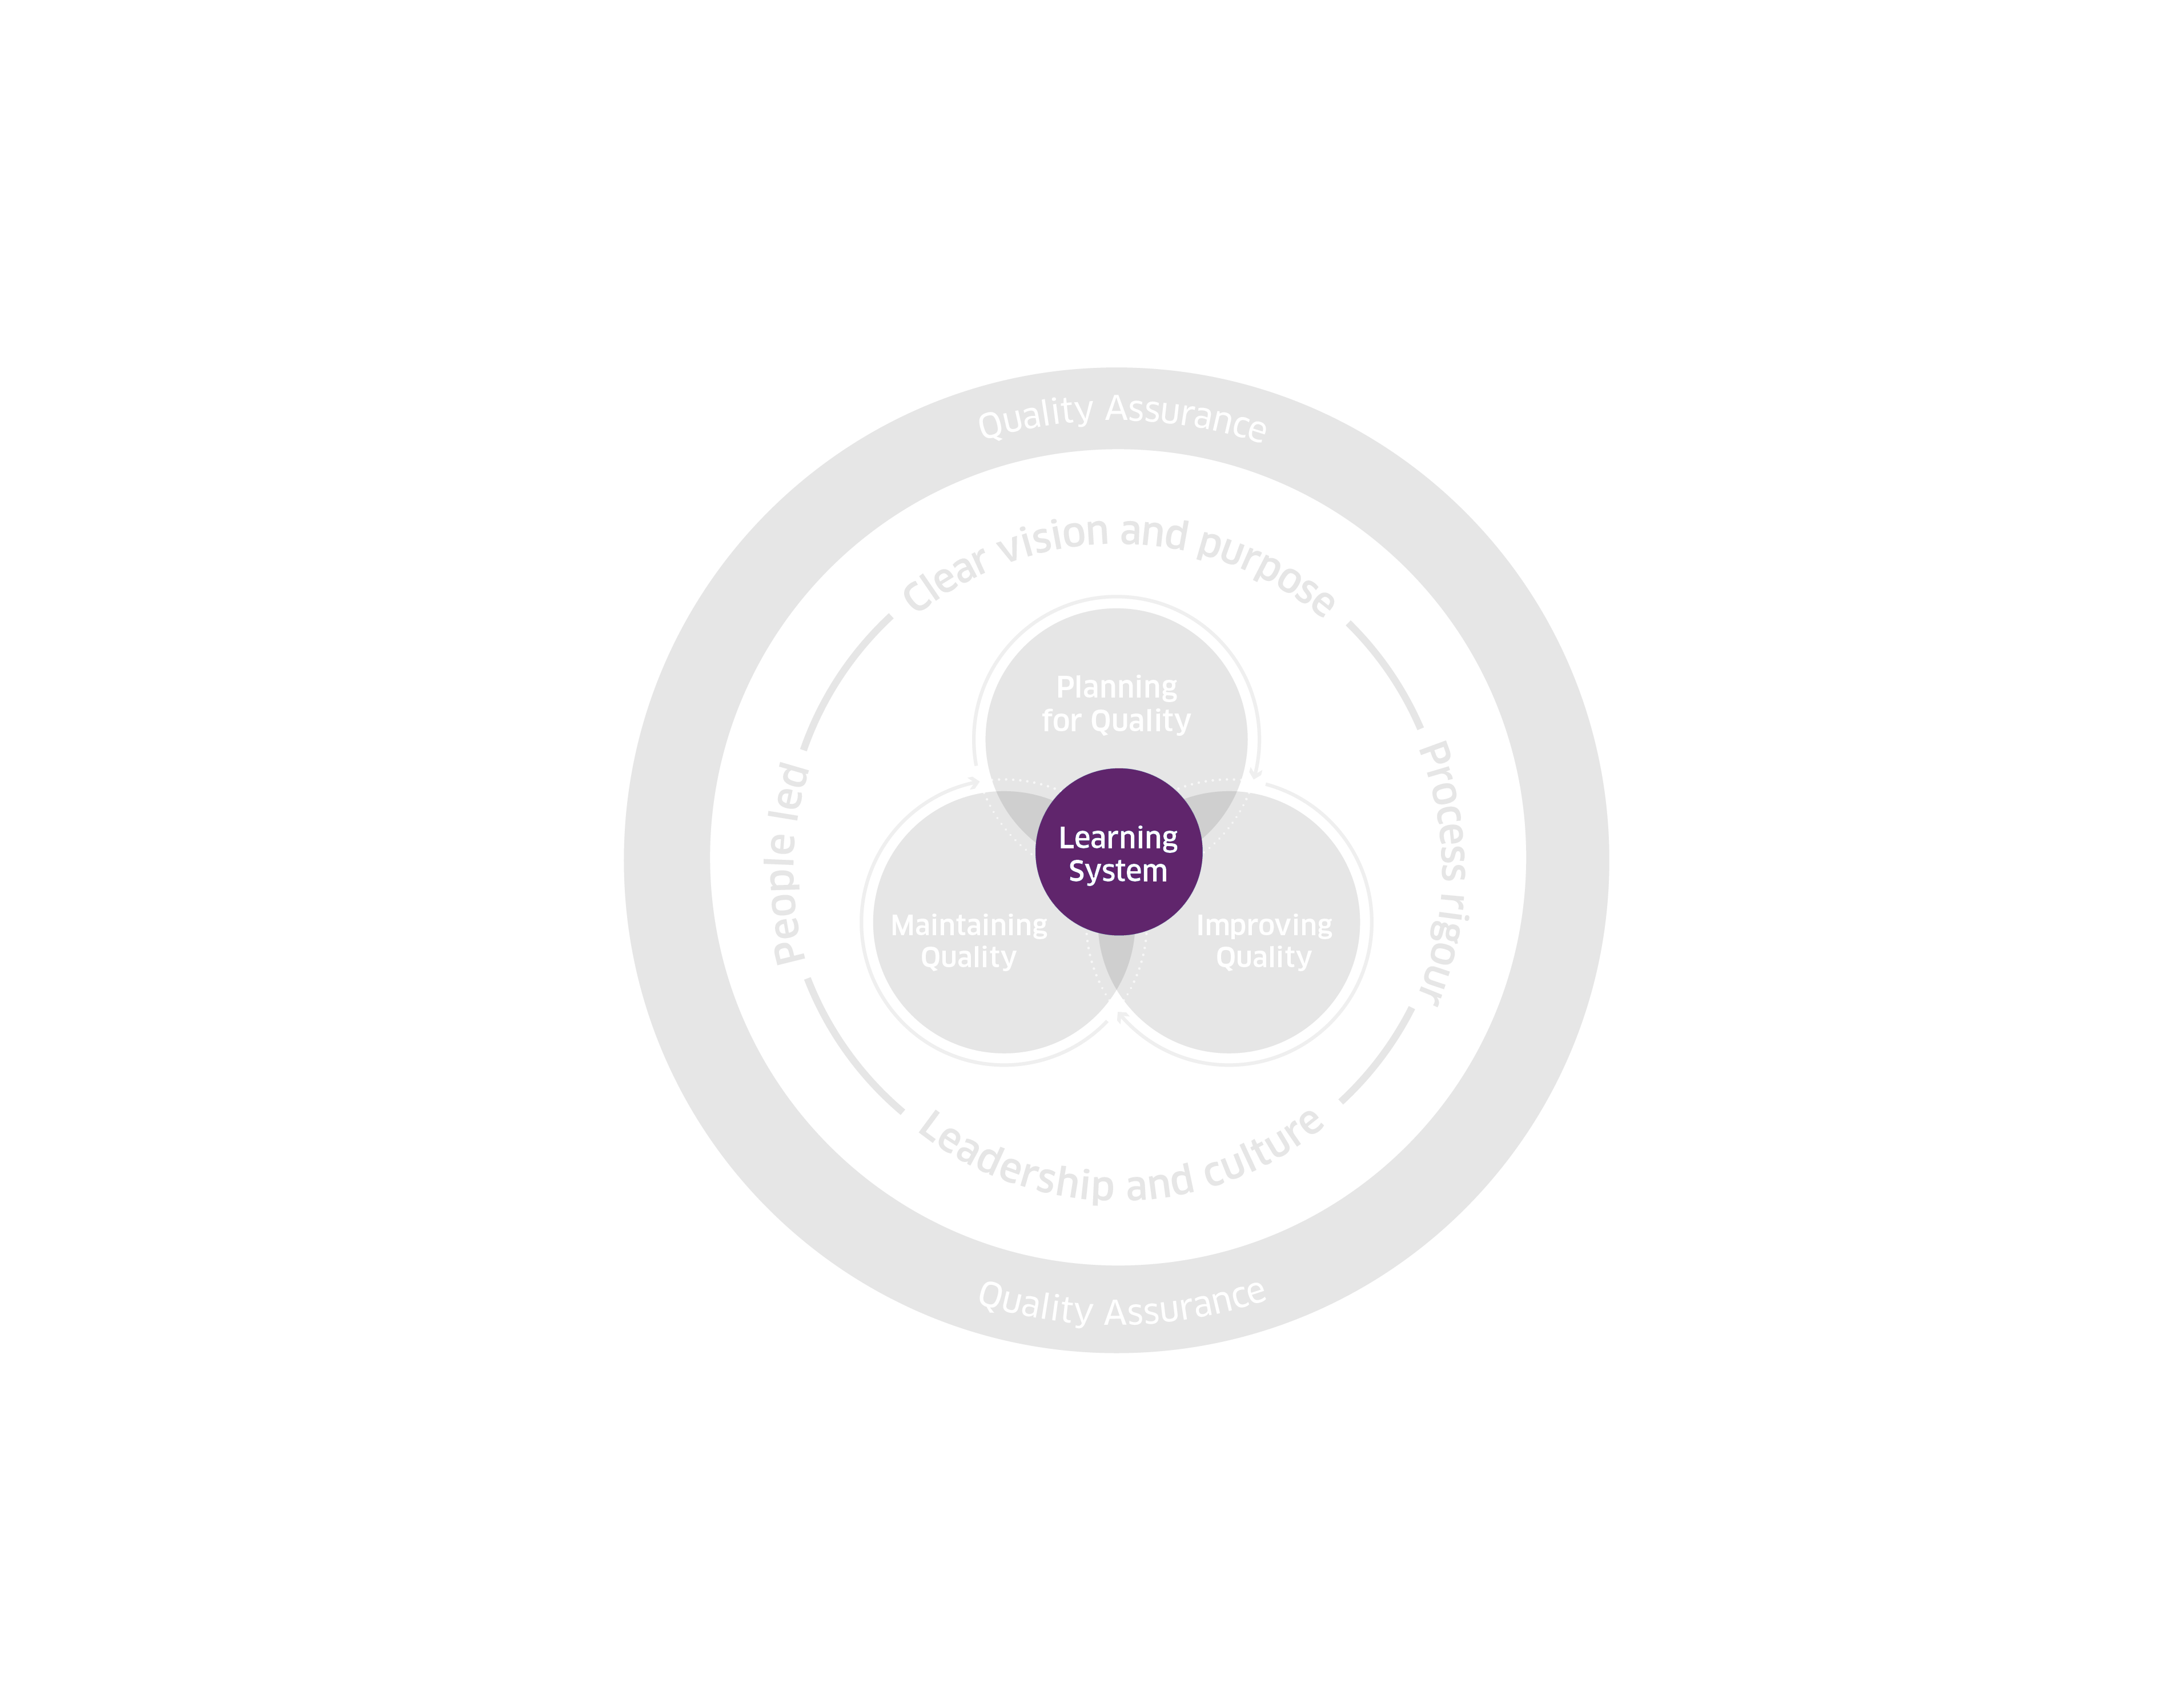 Quality Assurance
Clear vision and purpose
Planning
for Quality
People led
Process rigour
Learning
System
Maintaining
Quality
Improving
Quality
Leadership and culture
Quality Assurance